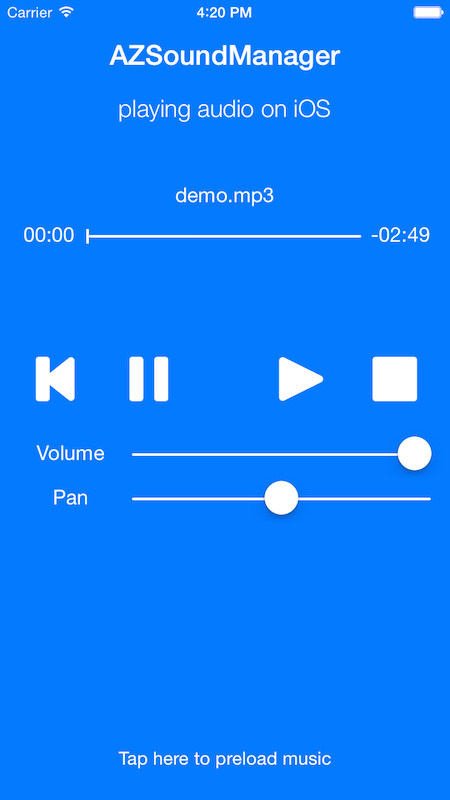 Carrier 4:20 PM
AZSoundManager
playing audio on iOS
demo.mp3
00:00 -02:49
Volume
Pan
Tap here to preload music